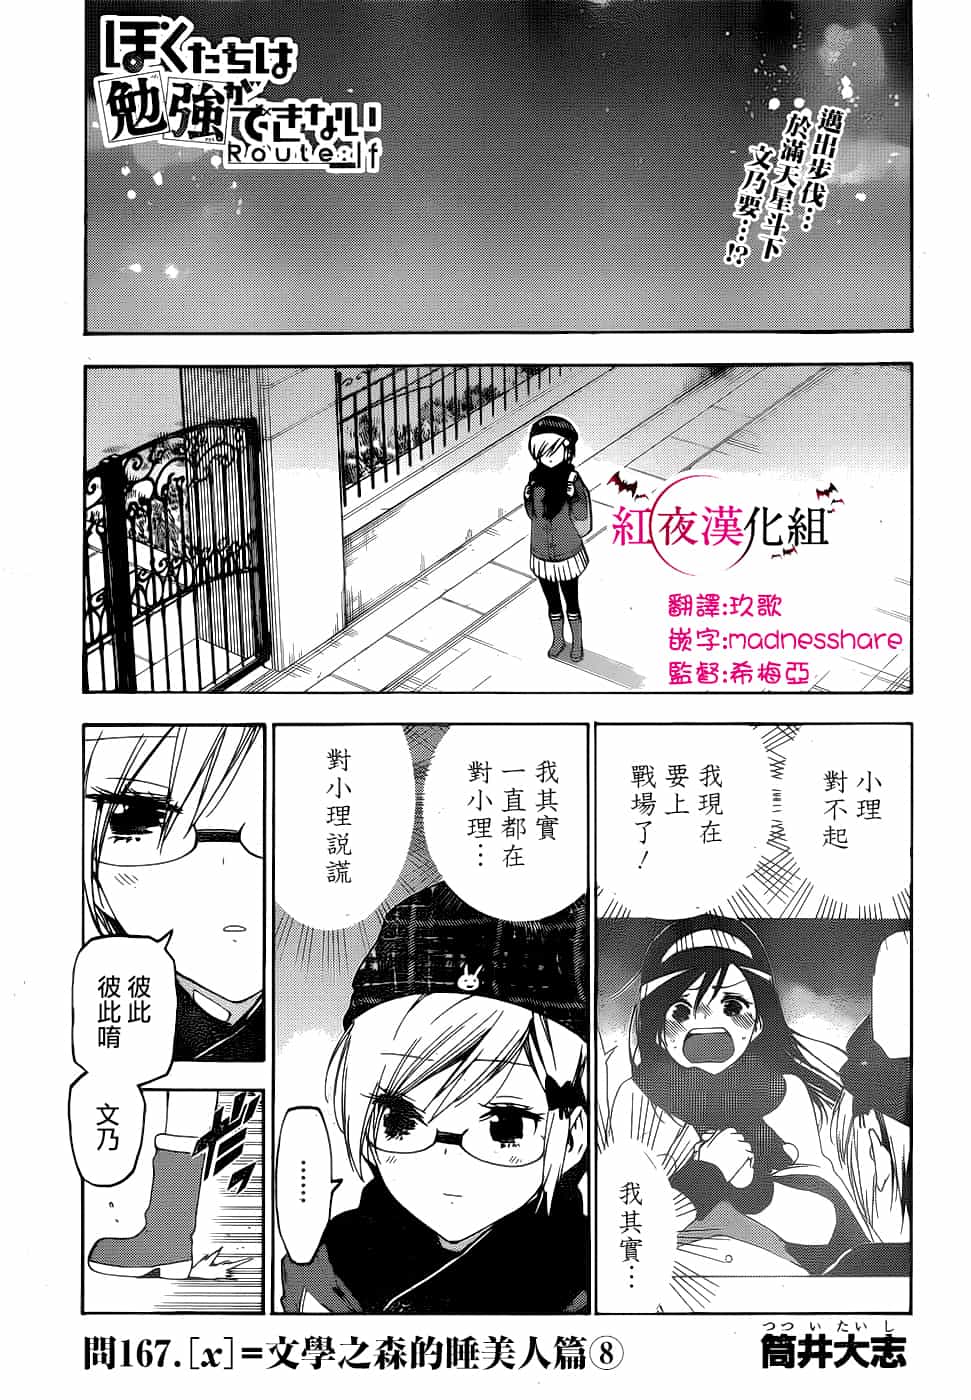 ぼくたちは
勉強が
できない
Route:If
邁出步伐…
於滿天星斗下
文乃要…!?
紅夜漢化組
翻譯:玖歌
嵌字:madnesshare
監督:希梅亞
小理
對不起
我現在
要上
戰場了!
我其實…
我其實
一直都在
對小理…
對小理説謊
……
彼此
彼此唷
文乃
ザッ
問167.[x]=文學之森的睡美人篇⑧
つつ い たい し
筒井大志